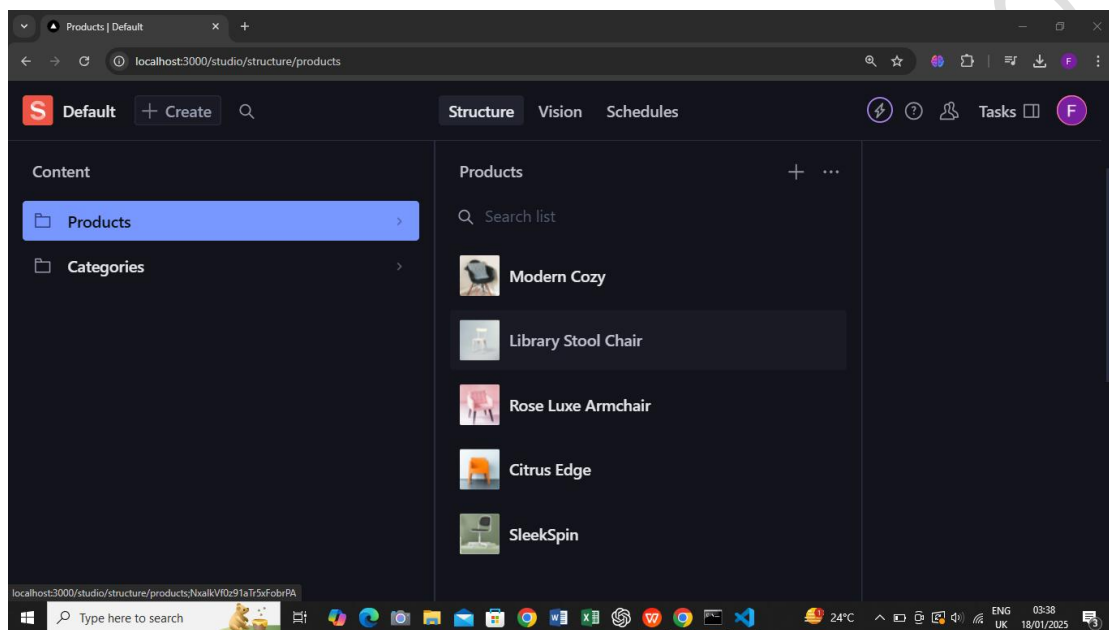 Products | Default
localhost:3000/studio/structure/products
F
S Default + Create
Structure Vision Schedules
Tasks
F
Content
Products
Categories
Products
Search list
Modern Cozy
Library Stool Chair
Rose Luxe Armchair
Citrus Edge
SleekSpin
localhost:3000/studio/structure/products;NxalkVf0z91aTr5xFobrPA
Type here to search
24°C
ENG
UK
03:38
18/01/2025